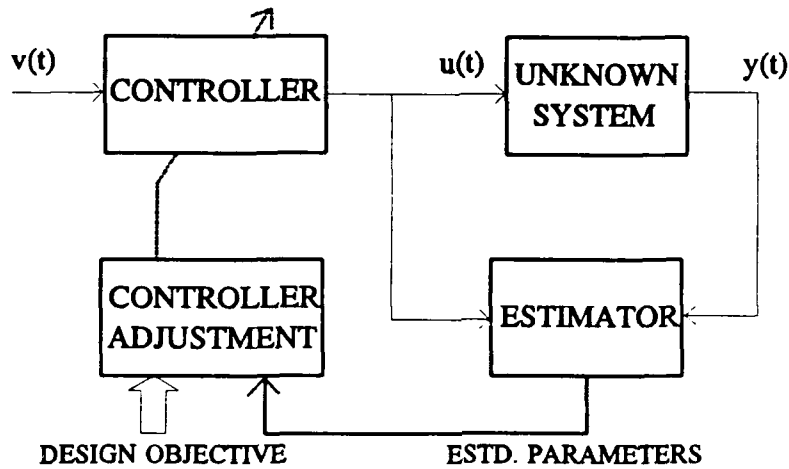 v(t)
CONTROLLER
u(t)
UNKNOWN
SYSTEM
y(t)
CONTROLLER
ADJUSTMENT
ESTIMATOR
DESIGN OBJECTIVE
ESTD. PARAMETERS